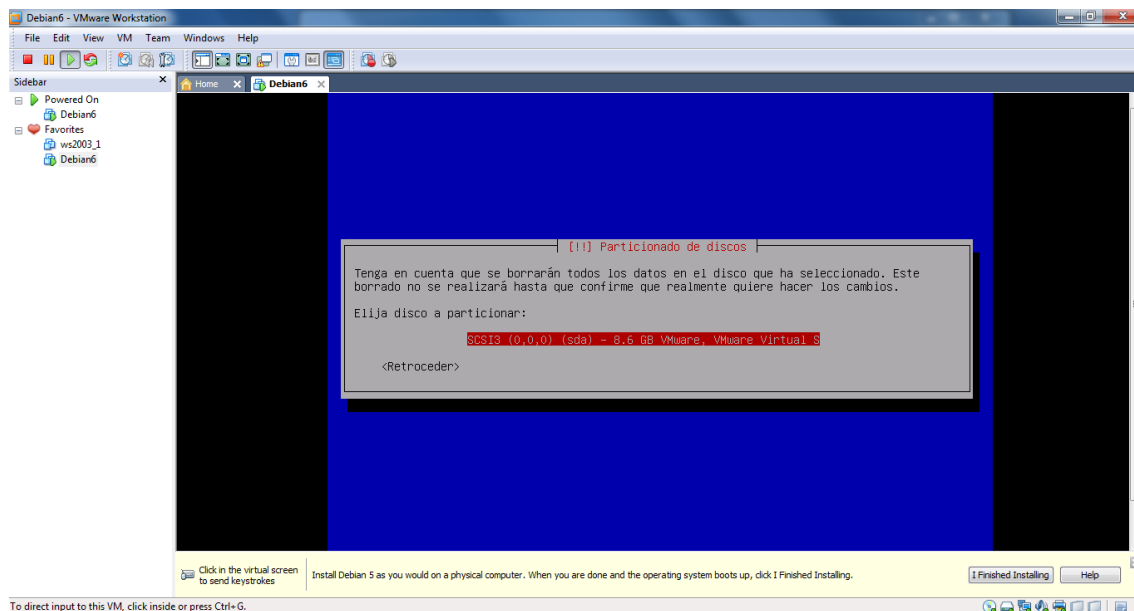 Debian6 - VMware Workstation
File Edit View VM Team Windows Help
Sidebar
Powered On
Debian6
Favorites
ws2003_1
Debian6
Home
Debian6
[!!] Particionado de discos
Tenga en cuenta que se borrarán todos los datos en el disco que ha seleccionado. Este
borrado no se realizará hasta que confirme que realmente quiere hacer los cambios.
Elija disco a particionar:
SCSI3 (0,0,0) (sda) - 8.6 GB VMware, VMware Virtual S
<Retroceder>
Click in the virtual screen
to send keystrokes
Install Debian 5 as you would on a physical computer. When you are done and the operating system boots up, click I Finished Installing.
I Finished Installing
Help
To direct input to this VM, click inside or press Ctrl+G.